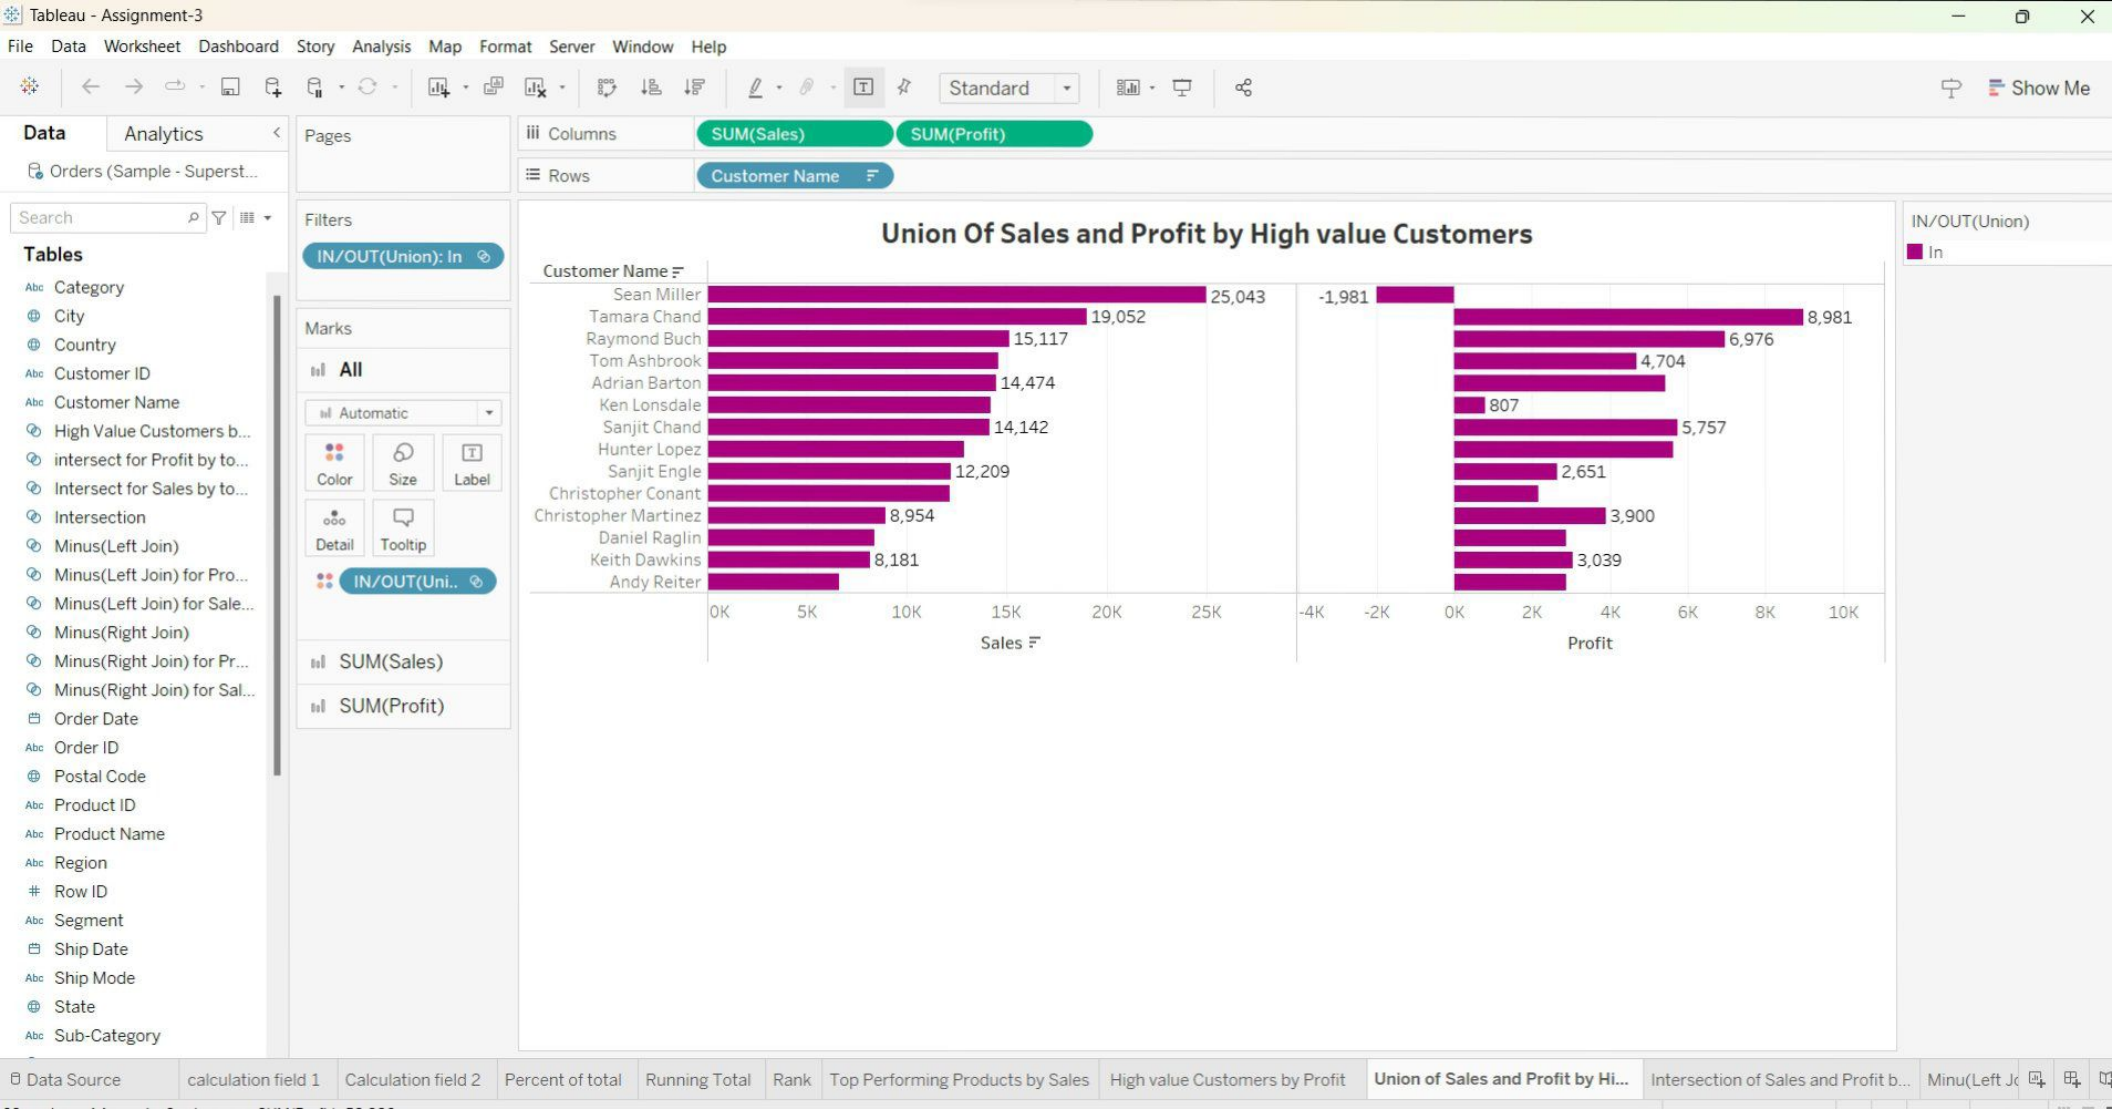 Tableau - Assignment-3
File Data Worksheet Dashboard Story Analysis Map Format Server Window Help
Standard
Show Me
Data Analytics
Orders (Sample - Superst...
Search
Tables
Abc Category
City
Country
Abc Customer ID
Abc Customer Name
High Value Customers b...
intersect for Profit by to...
Intersect for Sales by to...
Intersection
Minus(Left Join)
Minus(Left Join) for Pro...
Minus(Left Join) for Sale...
Minus(Right Join)
Minus(Right Join) for Pr...
Minus(Right Join) for Sal...
Order Date
Abc Order ID
Postal Code
Abc Product ID
Abc Product Name
Abc Region
# Row ID
Abc Segment
Ship Date
Abc Ship Mode
State
Abc Sub-Category
Pages
Filters
IN/OUT(Union): In
Marks
All
Automatic
Color Size Label
Detail Tooltip
IN/OUT(Uni..
SUM(Sales)
SUM(Profit)
Columns SUM(Sales) SUM(Profit)
Rows Customer Name
Union Of Sales and Profit by High value Customers
Customer Name
Sean Miller 25,043 -1,981
Tamara Chand 19,052 8,981
Raymond Buch 15,117 6,976
Tom Ashbrook 4,704
Adrian Barton 14,474
Ken Lonsdale 807
Sanjit Chand 14,142 5,757
Hunter Lopez
Sanjit Engle 12,209 2,651
Christopher Conant
Christopher Martinez 8,954 3,900
Daniel Raglin
Keith Dawkins 8,181 3,039
Andy Reiter
0K 5K 10K 15K 20K 25K -4K -2K 0K 2K 4K 6K 8K 10K
Sales Profit
IN/OUT(Union)
In
Data Source calculation field 1 Calculation field 2 Percent of total Running Total Rank Top Performing Products by Sales High value Customers by Profit Union of Sales and Profit by Hi... Intersection of Sales and Profit b... Minu(Left Jo